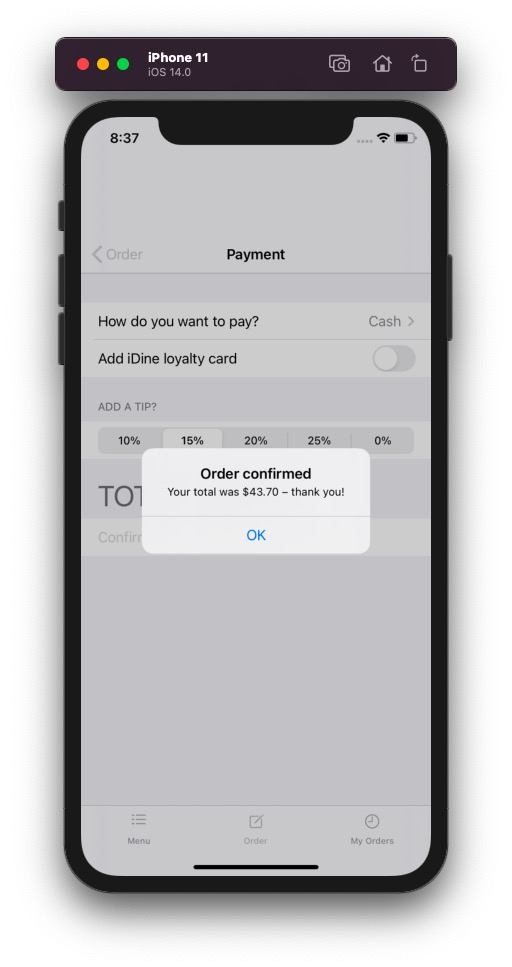 iPhone 11
iOS 14.0
8:37
Order
Payment
How do you want to pay?
Cash
Add iDine loyalty card
ADD A TIP?
10% 15% 20% 25% 0%
Order confirmed
Your total was $43.70 – thank you!
OK
Menu
Order
My Orders